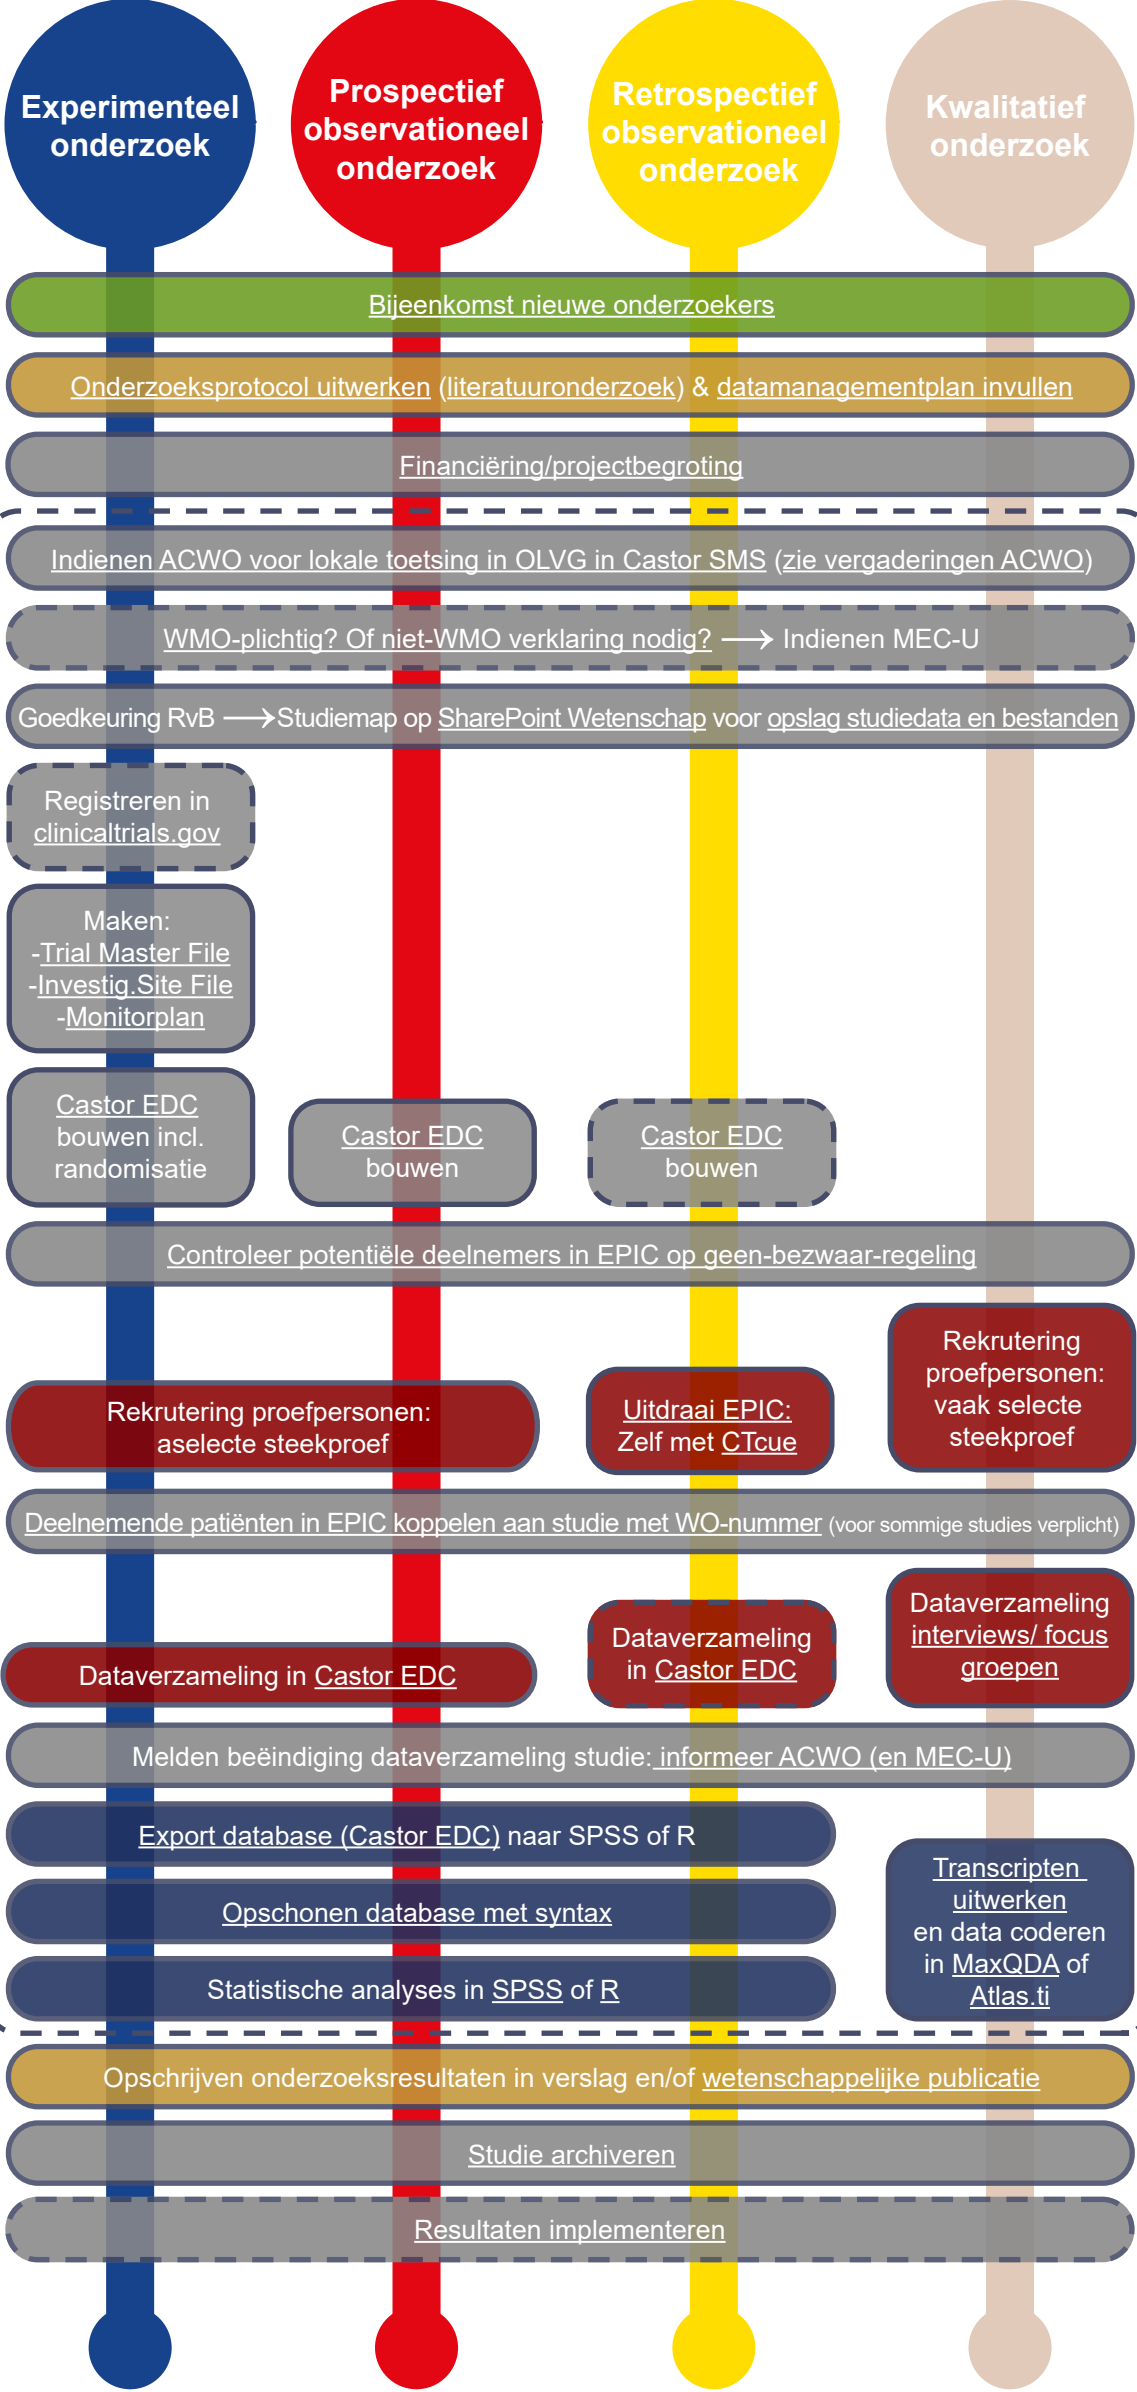 Experimenteel
onderzoek
Prospectief
observationeel
onderzoek
Retrospectief
observationeel
onderzoek
Kwalitatief
onderzoek
Bijeenkomst nieuwe onderzoekers
Onderzoeksprotocol uitwerken (literatuuronderzoek) & datamanagementplan invullen
Financiëring/projectbegroting
Indienen ACWO voor lokale toetsing in OLVG in Castor SMS (zie vergaderingen ACWO)
WMO-plichtig? Of niet-WMO verklaring nodig? → Indienen MEC-U
Goedkeuring RvB → Studiemap op SharePoint Wetenschap voor opslag studiedata en bestanden
Registreren in
clinicaltrials.gov
Maken:
-Trial Master File
-Investig.Site File
-Monitorplan
Castor EDC
bouwen incl.
randomisatie
Castor EDC
bouwen
Castor EDC
bouwen
Controleer potentiële deelnemers in EPIC op geen-bezwaar-regeling
Rekrutering proefpersonen:
aselecte steekproef
Uitdraai EPIC:
Zelf met CTcue
Rekrutering
proefpersonen:
vaak selecte
steekproef
Deelnemende patiënten in EPIC koppelen aan studie met WO-nummer (voor sommige studies verplicht)
Dataverzameling in Castor EDC
Dataverzameling
in Castor EDC
Dataverzameling
interviews/ focus
groepen
Melden beëindiging dataverzameling studie: informeer ACWO (en MEC-U)
Export database (Castor EDC) naar SPSS of R
Opschonen database met syntax
Statistische analyses in SPSS of R
Transcripten
uitwerken
en data coderen
in MaxQDA of
Atlas.ti
Opschrijven onderzoeksresultaten in verslag en/of wetenschappelijke publicatie
Studie archiveren
Resultaten implementeren